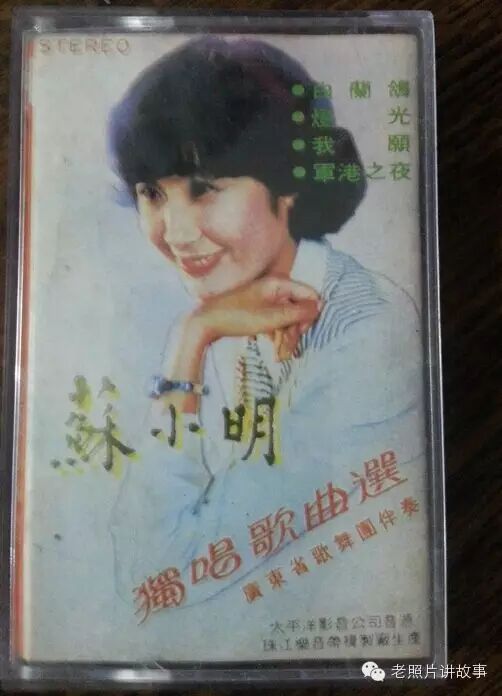 STEREO
•白蘭鴿
•燈光
•我願
•軍港之夜
蘇小明
獨唱歌曲選
廣東省歌舞團伴奏
太平洋影音公司音源
珠江樂音帶複製廠生產
老照片讲故事